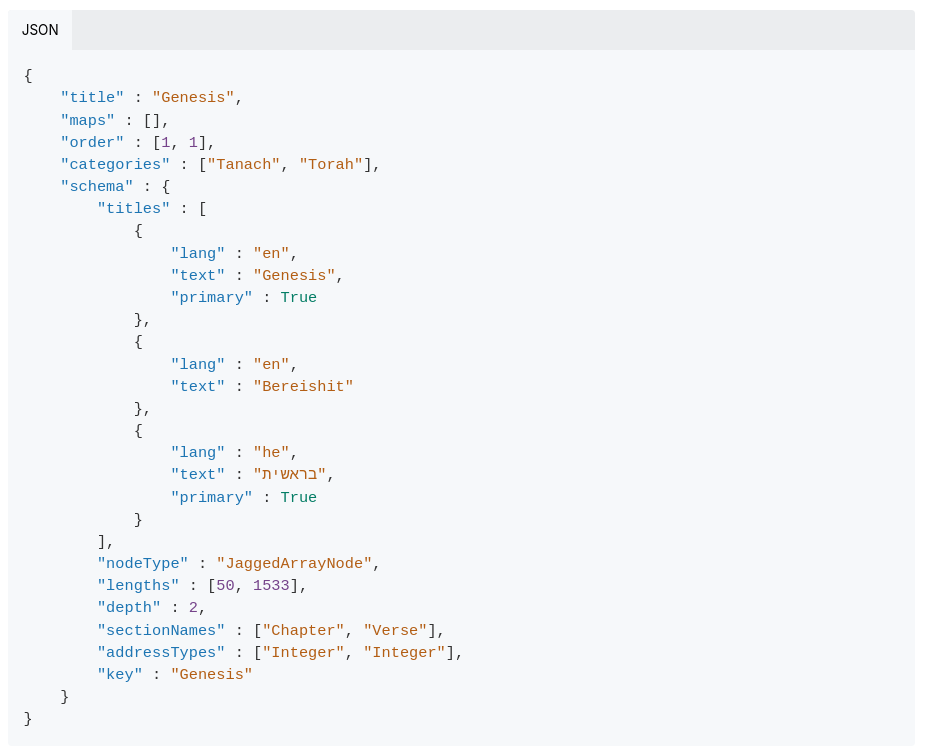 JSON
{
    "title" : "Genesis",
    "maps" : [],
    "order" : [1, 1],
    "categories" : ["Tanach", "Torah"],
    "schema" : {
        "titles" : [
            {
                "lang" : "en",
                "text" : "Genesis",
                "primary" : True
            },
            {
                "lang" : "en",
                "text" : "Bereishit"
            },
            {
                "lang" : "he",
                "text" : "בראשית",
                "primary" : True
            }
        ],
        "nodeType" : "JaggedArrayNode",
        "lengths" : [50, 1533],
        "depth" : 2,
        "sectionNames" : ["Chapter", "Verse"],
        "addressTypes" : ["Integer", "Integer"],
        "key" : "Genesis"
    }
}